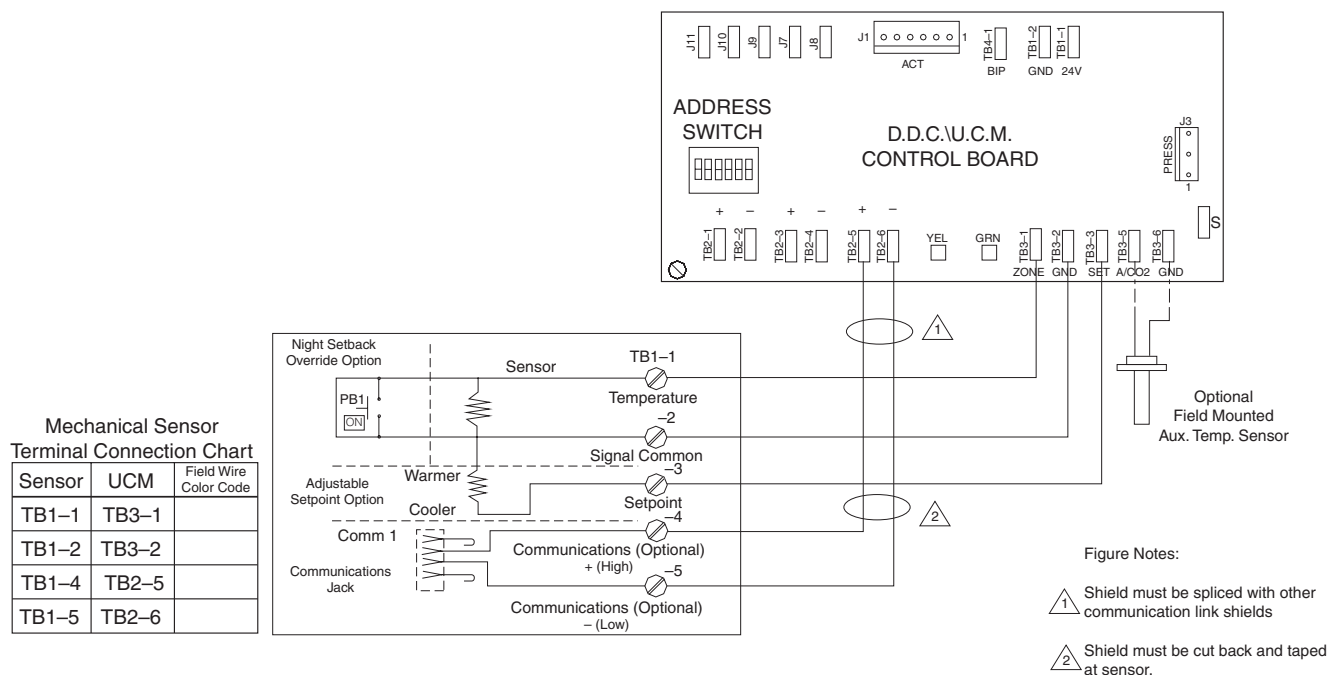 J11
J10
J9
J7
J8
J1
1
ACT
TB4–1
BIP
TB1–2
GND
TB1–1
24V
ADDRESS
SWITCH
D.D.C.\U.C.M.
CONTROL BOARD
J3
PRESS
1
S
+
–
+
–
+
–
TB2–1
TB2–2
TB2–3
TB2–4
TB2–5
TB2–6
YEL
GRN
TB3–1
TB3–2
TB3–3
TB3–5
TB3–6
ZONE
GND
SET
A/CO2
GND
1
Night Setback
Override Option
Sensor
TB1–1
Temperature
PB1
ON
–2
Signal Common
Warmer
–3
Adjustable
Setpoint Option
Setpoint
Cooler
–4
Comm 1
Communications (Optional)
+ (High)
Communications
Jack
–5
Communications (Optional)
– (Low)
2
Optional
Field Mounted
Aux. Temp. Sensor
Mechanical Sensor
Terminal Connection Chart
Sensor UCM Field Wire Color Code
TB1–1 TB3–1
TB1–2 TB3–2
TB1–4 TB2–5
TB1–5 TB2–6
Figure Notes:
1 Shield must be spliced with other
communication link shields
2 Shield must be cut back and taped
at sensor.